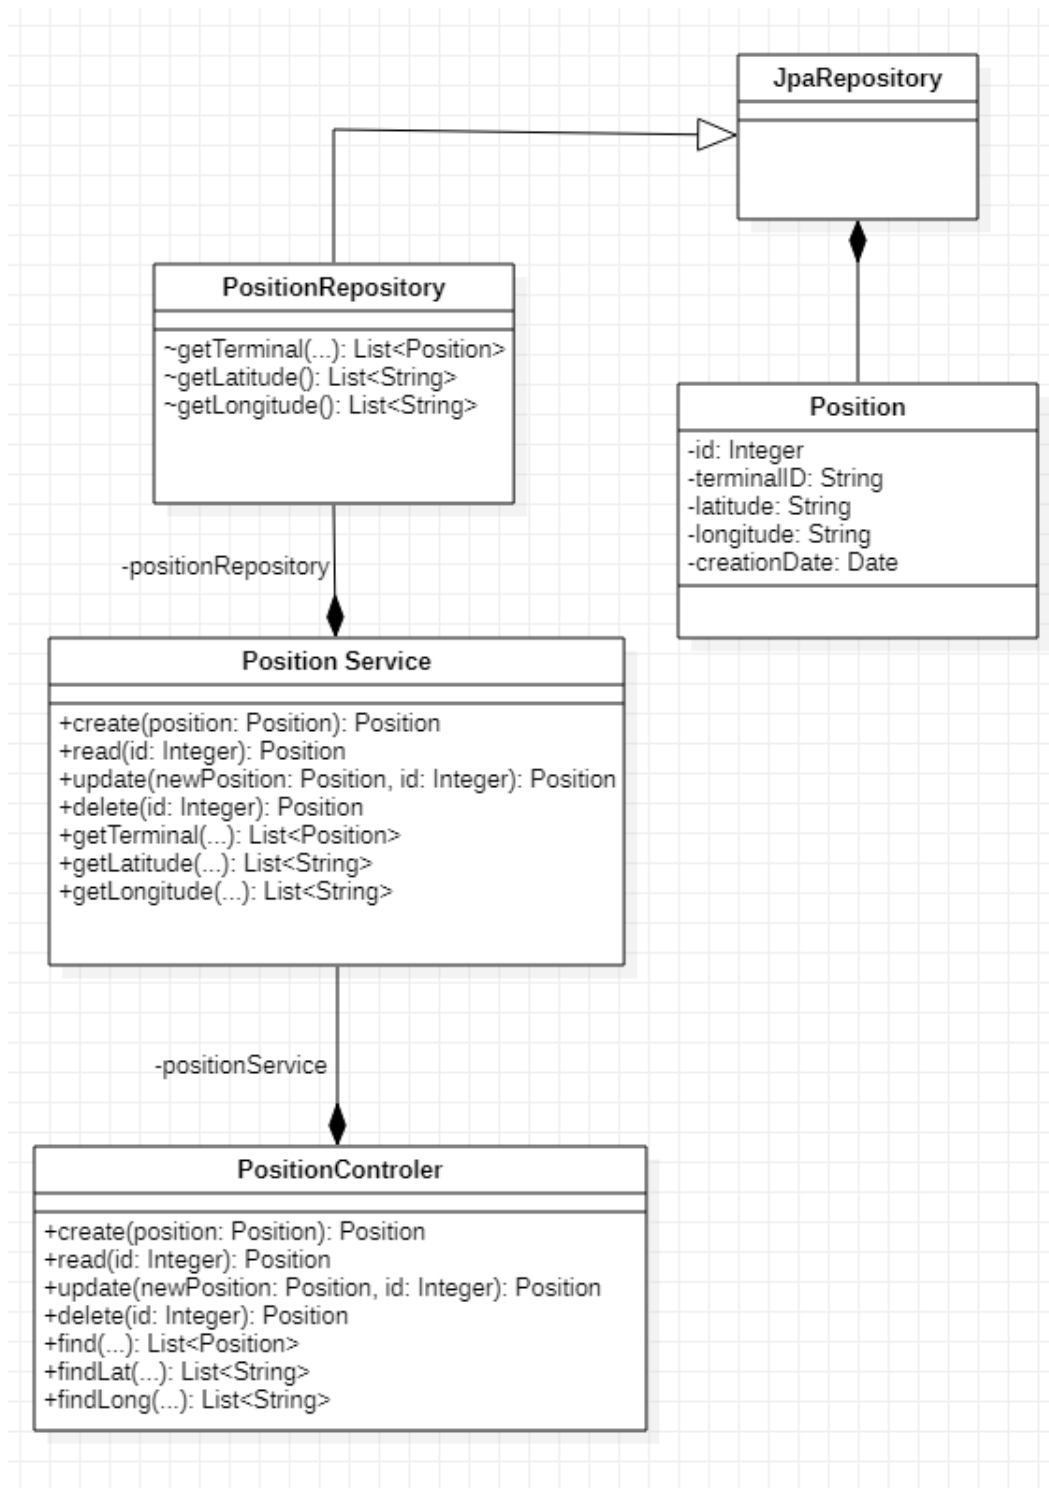 JpaRepository
PositionRepository
~getTerminal(...): List<Position>
~getLatitude(): List<String>
~getLongitude(): List<String>
Position
-id: Integer
-terminalID: String
-latitude: String
-longitude: String
-creationDate: Date
-positionRepository
Position Service
+create(position: Position): Position
+read(id: Integer): Position
+update(newPosition: Position, id: Integer): Position
+delete(id: Integer): Position
+getTerminal(...): List<Position>
+getLatitude(...): List<String>
+getLongitude(...): List<String>
-positionService
PositionControler
+create(position: Position): Position
+read(id: Integer): Position
+update(newPosition: Position, id: Integer): Position
+delete(id: Integer): Position
+find(...): List<Position>
+findLat(...): List<String>
+findLong(...): List<String>